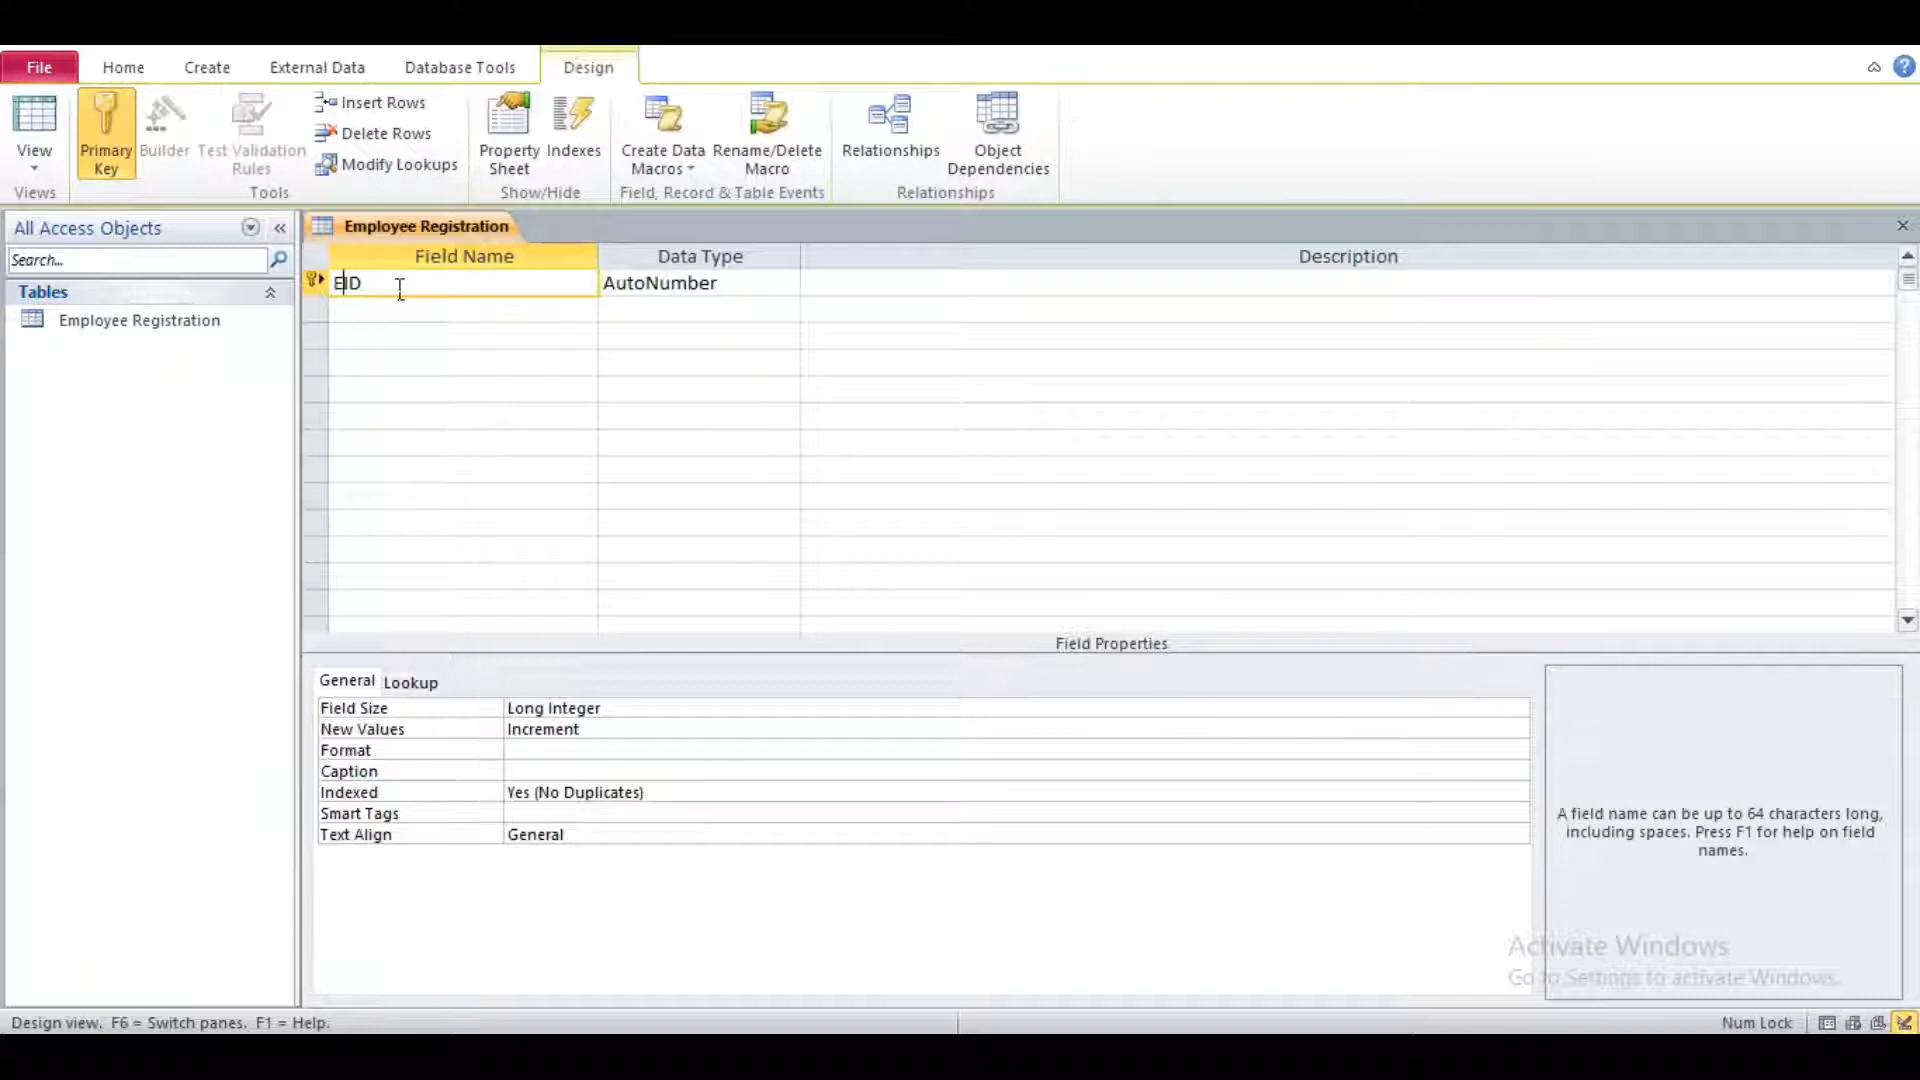 File Home Create External Data Database Tools Design
View
Primary Key
Builder
Test Validation Rules
Insert Rows
Delete Rows
Modify Lookups
Property Sheet
Indexes
Create Data Macros
Rename/Delete Macro
Relationships
Object Dependencies
Views Tools Show/Hide Field, Record & Table Events Relationships
All Access Objects
Search...
Tables
Employee Registration
Employee Registration
Field Name Data Type Description
EID AutoNumber
Field Properties
General Lookup
Field Size Long Integer
New Values Increment
Format
Caption
Indexed Yes (No Duplicates)
Smart Tags
Text Align General
A field name can be up to 64 characters long,
including spaces. Press F1 for help on field
names.
Activate Windows
Go to Settings to activate Windows.
Design view. F6 = Switch panes. F1 = Help. Num Lock